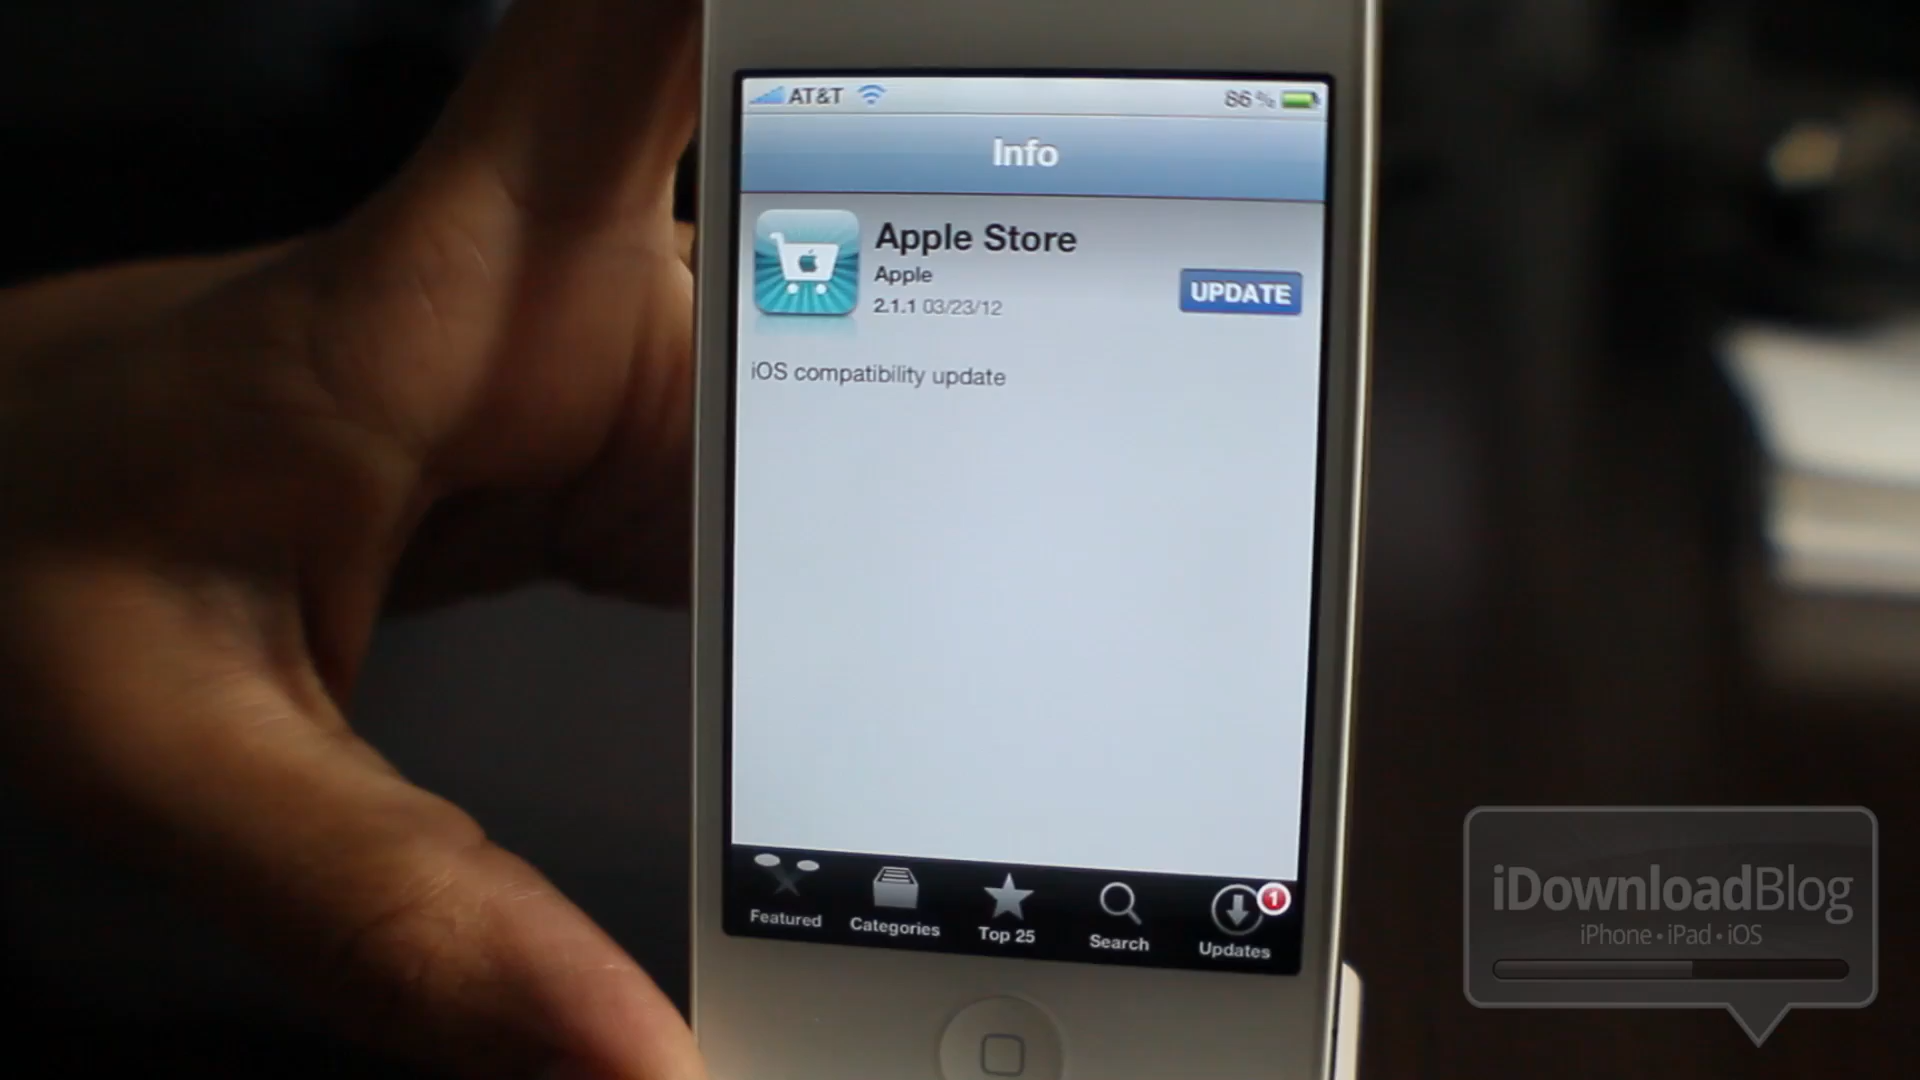 AT&T
86%
Info
Apple Store
Apple
2.1.1 03/23/12
UPDATE
iOS compatibility update
Featured
Categories
Top 25
Search
1
Updates
iDownloadBlog
iPhone • iPad • iOS